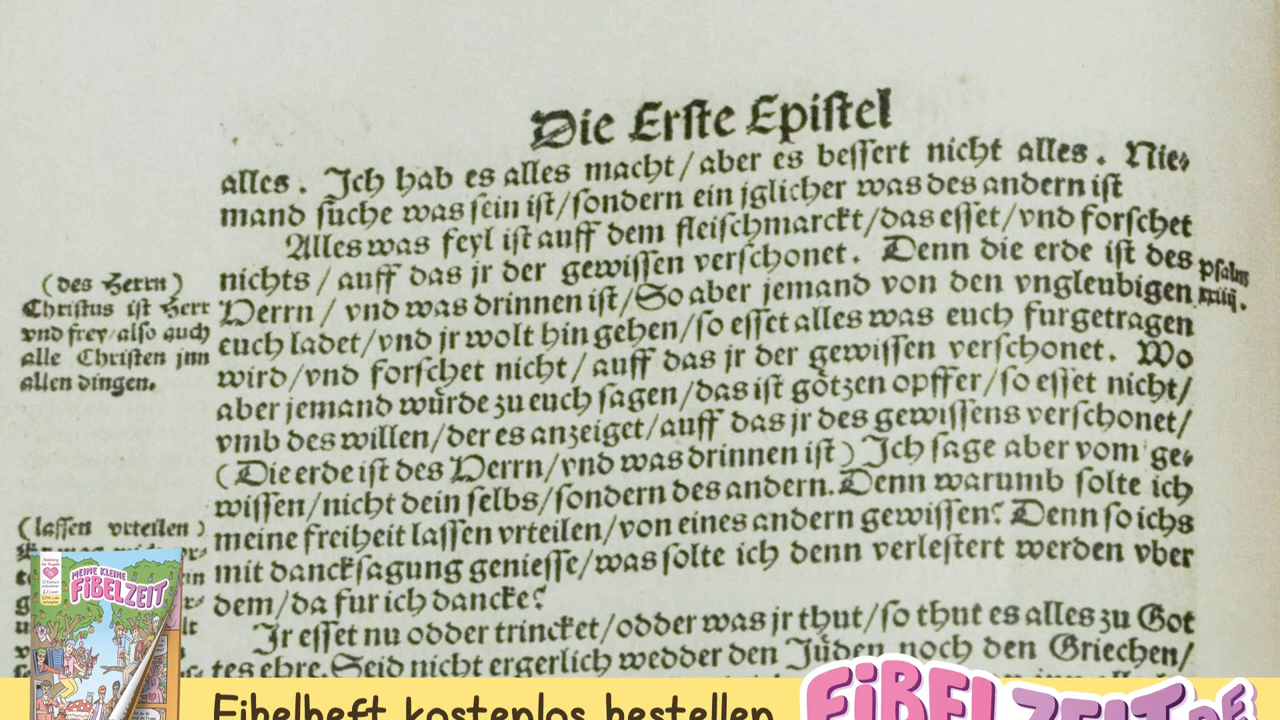 Die Erste Epistel
alles. Ich hab es alles macht/aber es bessert nicht alles. Nie-
mand suche was sein ist/sondern ein jglicher was des andern ist
Alles was feyl ist auff dem fleischmarckt/das esset/vnd forschet
nichts/auff das jr der gewissen verschonet. Denn die erde ist des
HErrn/vnd was drinnen ist/So aber jemand von den vngleubigen
euch ladet/vnd jr wolt hin gehen/so esset alles was euch furgetragen
wird/vnd forschet nicht/auff das jr der gewissen verschonet. Wo
aber jemand würde zu euch sagen/das ist götzen opffer/so esset nicht/
vmb des willen/der es anzeiget/auff das jr des gewissens verschonet/
(Die erde ist des HErrn/vnd was drinnen ist) Ich sage aber vom ge-
wissen/nicht dein selbs/sondern des andern. Denn warumb solte ich
meine freiheit lassen vrteilen/von eines andern gewissen? Denn so ichs
mit dancksagung geniesse/was solte ich denn verlestert werden vber
dem/da fur ich dancke?
Ir esset nu odder trincket/odder was jr thut/so thut es alles zu Got
tes ehre. Seid nicht ergerlich wedder den Jüden noch den Griechen/
(des Herrn)
Christus ist Herr
vnd frey/also auch
alle Christen jnn
allen dingen.
(lassen vrteilen)
Psalm
xxiiij.
MEINE KLEINE
FiBELZEiT
Fibelheft kostenlos bestellen
FiBELZEiT.DE